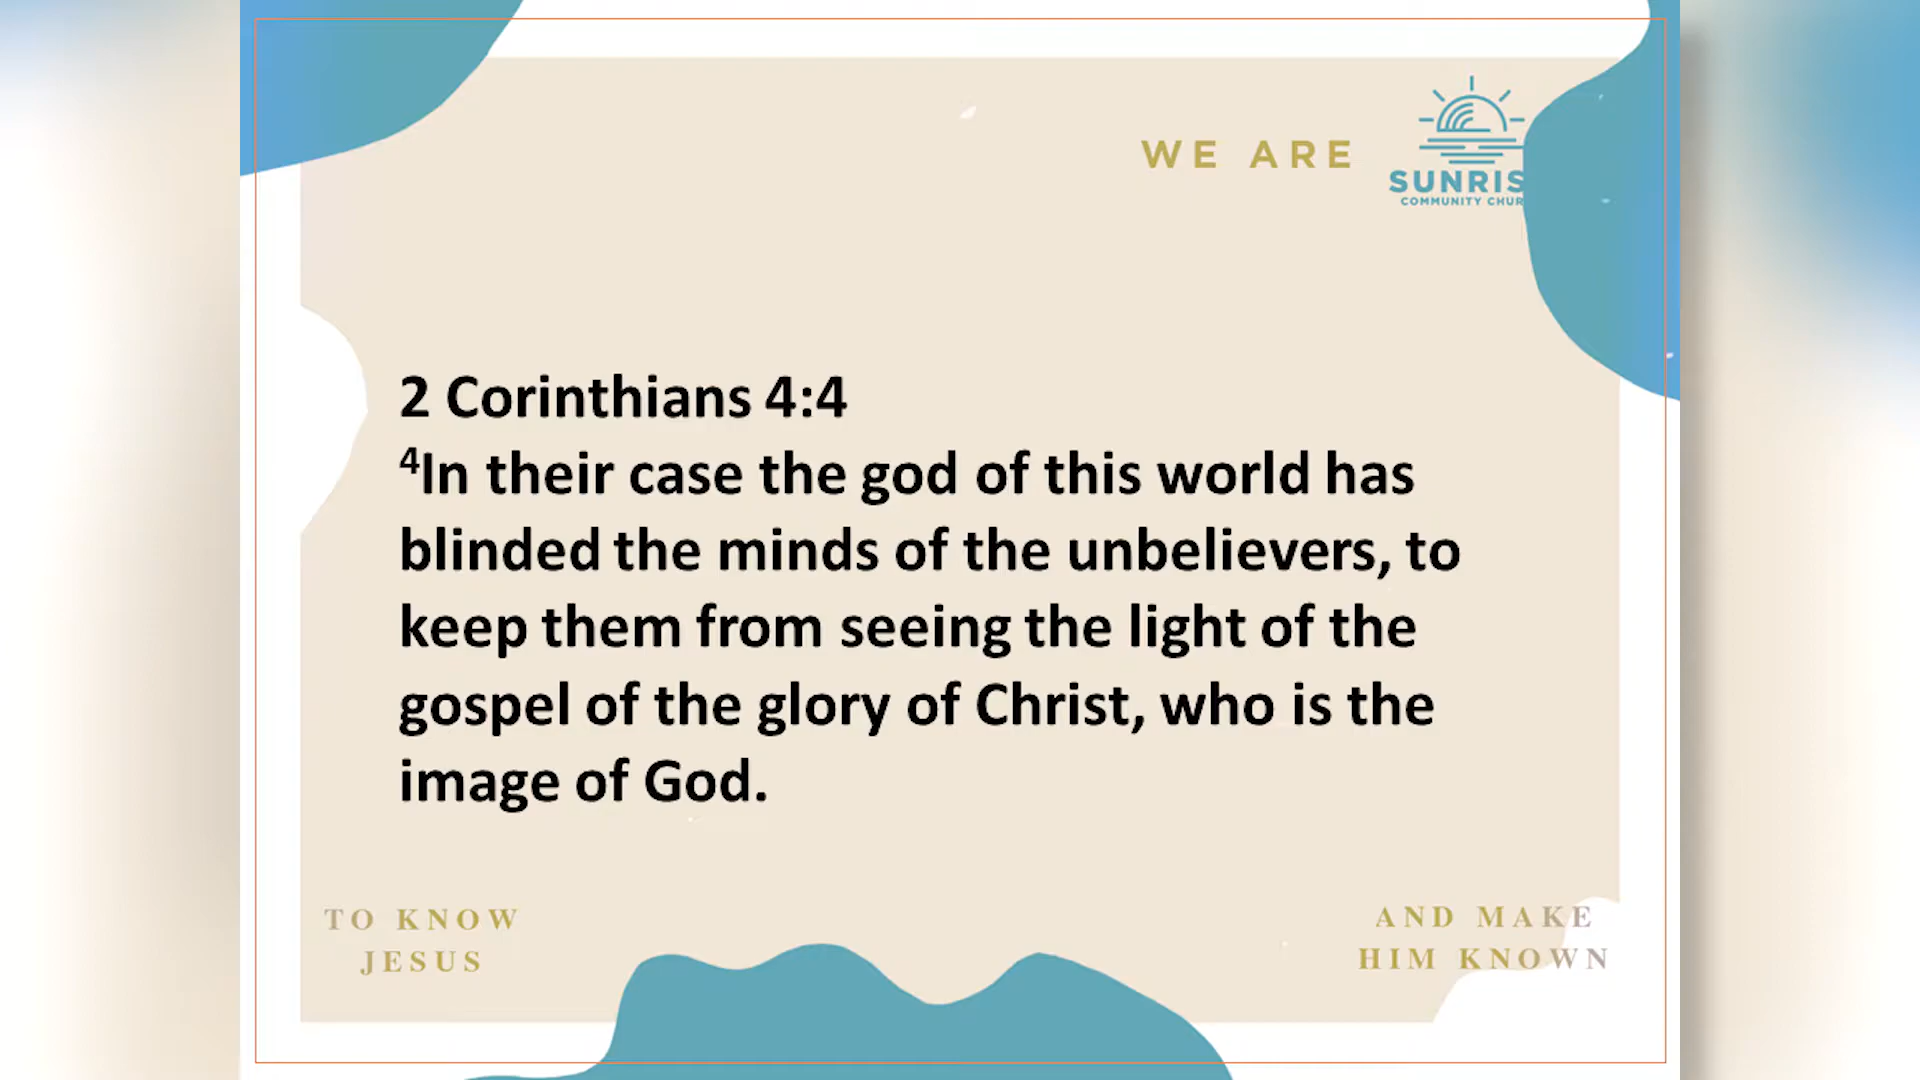 WE ARE
SUNRIS
COMMUNITY CHUR
2 Corinthians 4:4
4In their case the god of this world has
blinded the minds of the unbelievers, to
keep them from seeing the light of the
gospel of the glory of Christ, who is the
image of God.
TO KNOW
JESUS
AND MAKE
HIM KNOWN